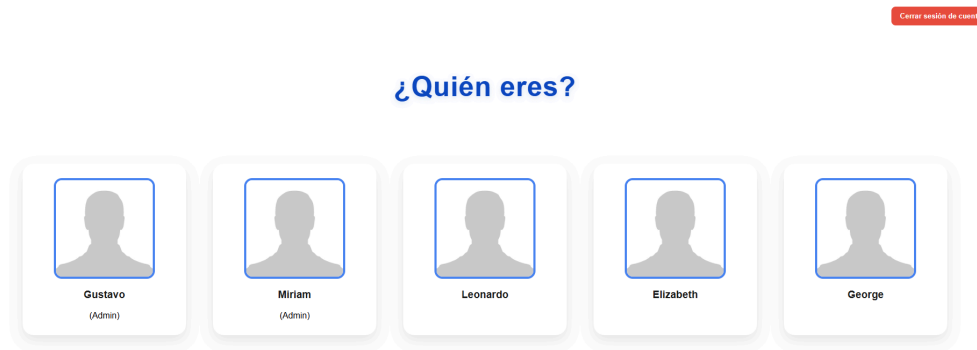 Cerrar sesión de cuent
¿Quién eres?
Gustavo
(Admin)
Miriam
(Admin)
Leonardo
Elizabeth
George